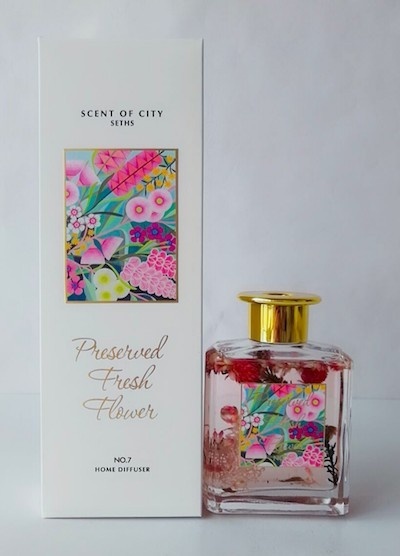 SCENT OF CITY
SETHS
Preserved
Fresh
Flower
NO.7
HOME DIFFUSER